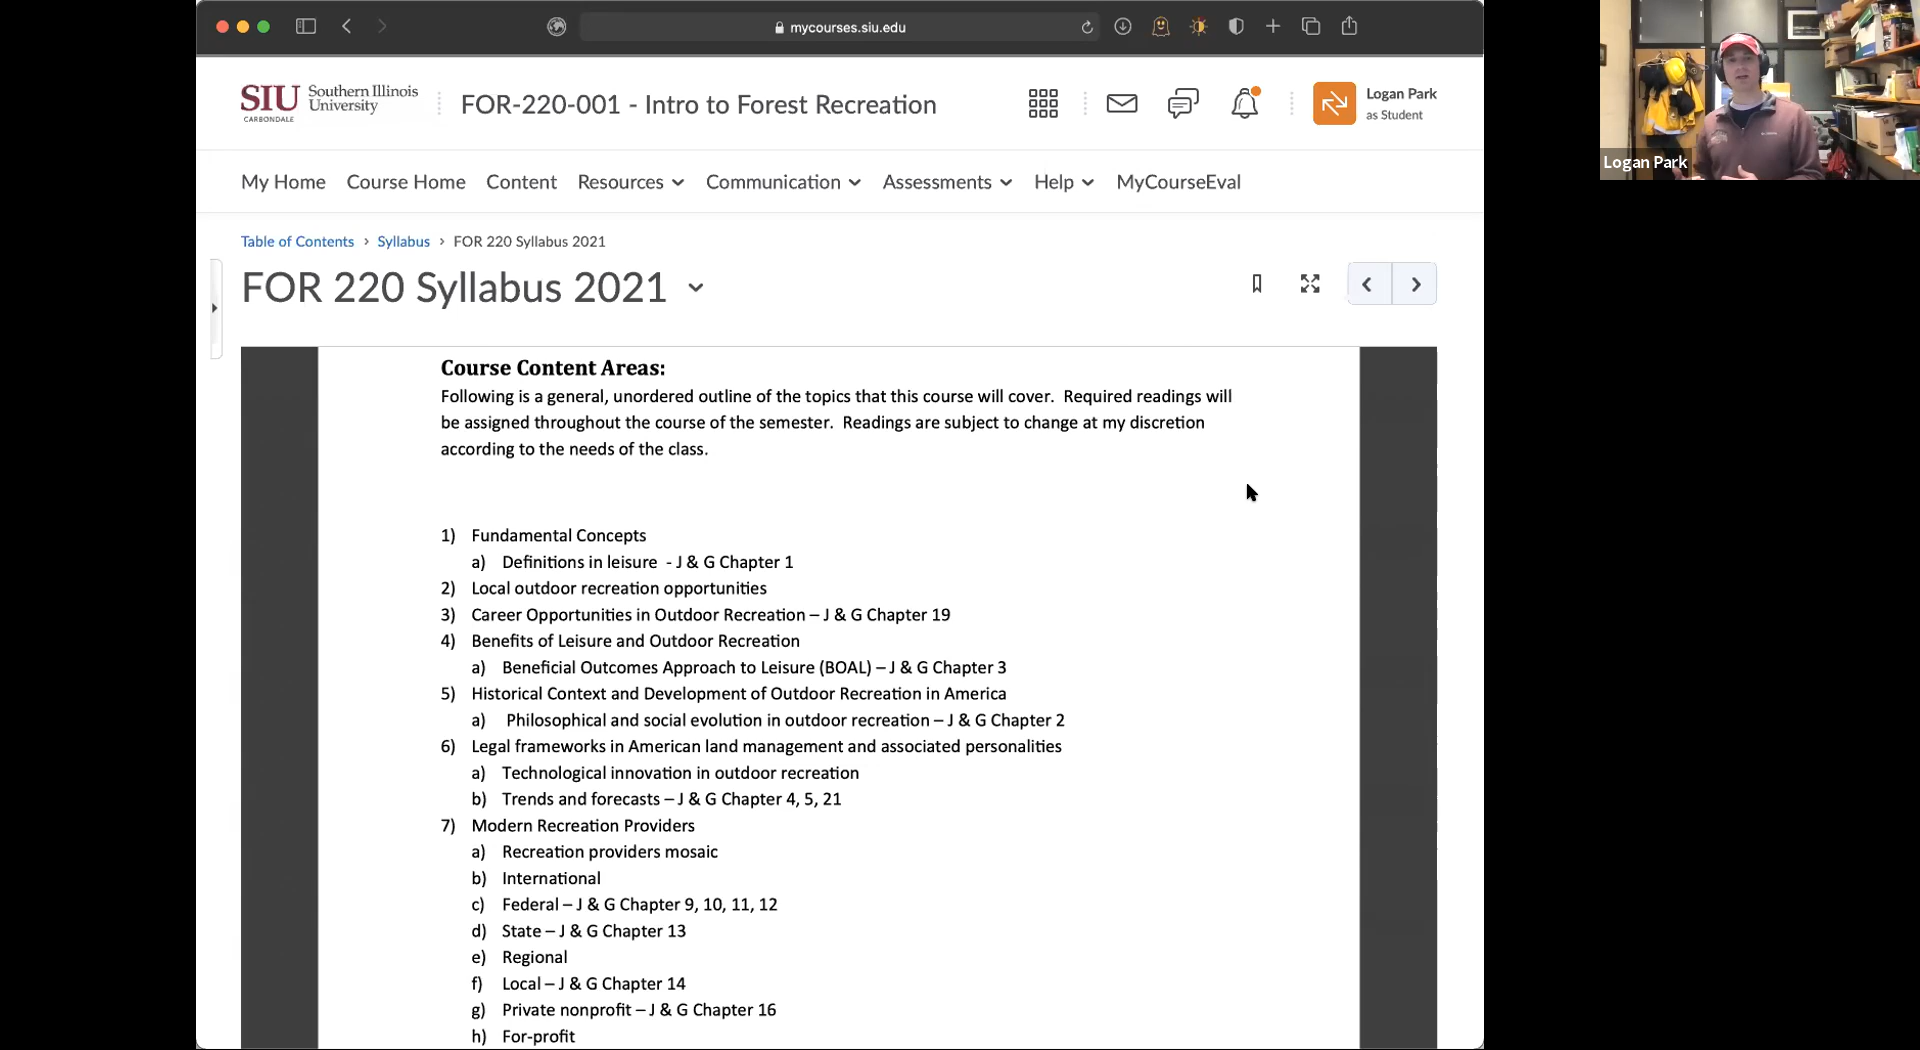 mycourses.siu.edu
SIU Southern Illinois University
CARBONDALE
FOR-220-001 - Intro to Forest Recreation
Logan Park
as Student
Logan Park
My Home Course Home Content Resources Communication Assessments Help MyCourseEval
Table of Contents › Syllabus › FOR 220 Syllabus 2021
FOR 220 Syllabus 2021
Course Content Areas:
Following is a general, unordered outline of the topics that this course will cover. Required readings will
be assigned throughout the course of the semester. Readings are subject to change at my discretion
according to the needs of the class.
1) Fundamental Concepts
a) Definitions in leisure - J & G Chapter 1
2) Local outdoor recreation opportunities
3) Career Opportunities in Outdoor Recreation – J & G Chapter 19
4) Benefits of Leisure and Outdoor Recreation
a) Beneficial Outcomes Approach to Leisure (BOAL) – J & G Chapter 3
5) Historical Context and Development of Outdoor Recreation in America
a) Philosophical and social evolution in outdoor recreation – J & G Chapter 2
6) Legal frameworks in American land management and associated personalities
a) Technological innovation in outdoor recreation
b) Trends and forecasts – J & G Chapter 4, 5, 21
7) Modern Recreation Providers
a) Recreation providers mosaic
b) International
c) Federal – J & G Chapter 9, 10, 11, 12
d) State – J & G Chapter 13
e) Regional
f) Local – J & G Chapter 14
g) Private nonprofit – J & G Chapter 16
h) For-profit